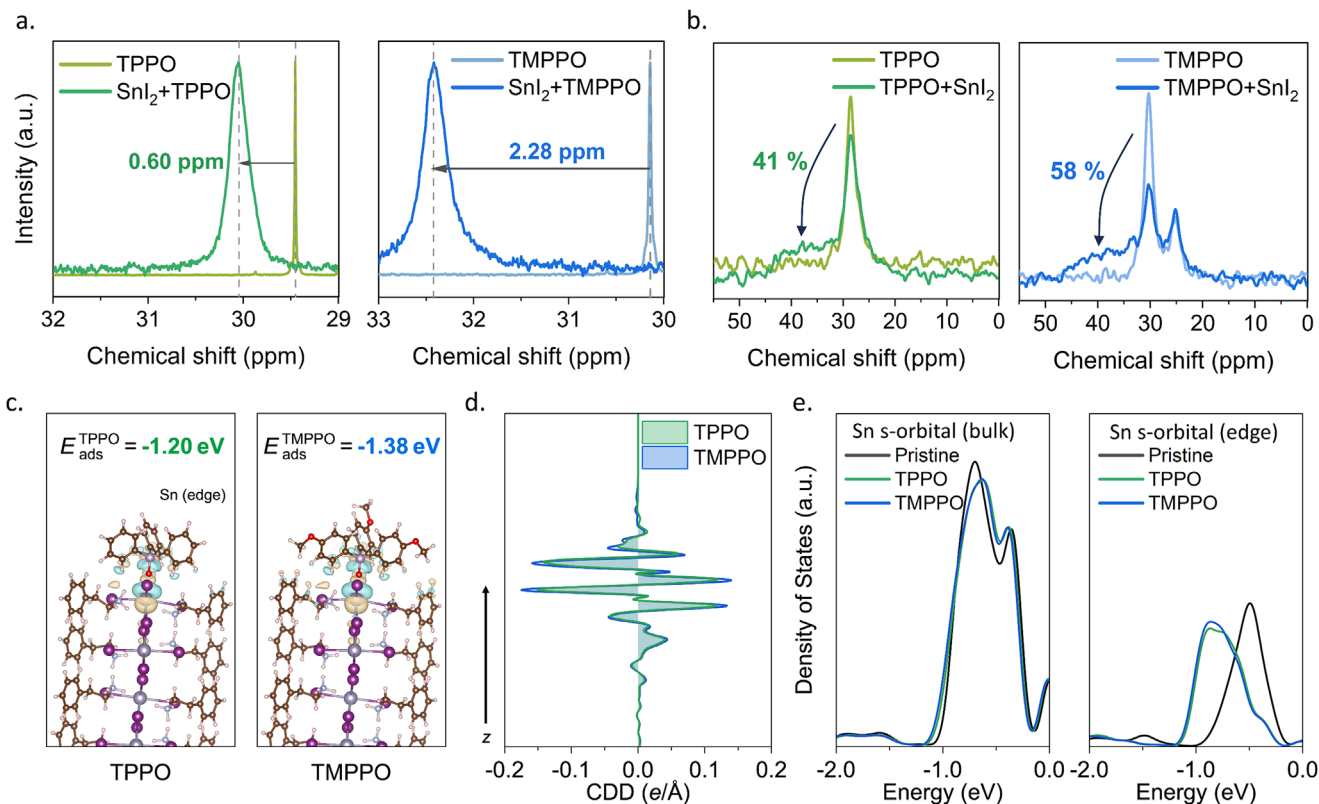 a.
TPPO
SnI₂+TPPO
0.60 ppm
32 31 30 29
Chemical shift (ppm)
Intensity (a.u.)
TMPPO
SnI₂+TMPPO
2.28 ppm
33 32 31 30
Chemical shift (ppm)
b.
TPPO
TPPO+SnI₂
41 %
50 40 30 20 10 0
Chemical shift (ppm)
TMPPO
TMPPO+SnI₂
58 %
50 40 30 20 10 0
Chemical shift (ppm)
c.
E_ads^TPPO = -1.20 eV
Sn (edge)
TPPO
E_ads^TMPPO = -1.38 eV
TMPPO
d.
TPPO
TMPPO
z
-0.2 -0.1 0.0 0.1 0.2
CDD (e/Å)
e.
Density of States (a.u.)
Sn s-orbital (bulk)
Pristine
TPPO
TMPPO
-2.0 -1.0 0.0
Energy (eV)
Sn s-orbital (edge)
Pristine
TPPO
TMPPO
-2.0 -1.0 0.0
Energy (eV)